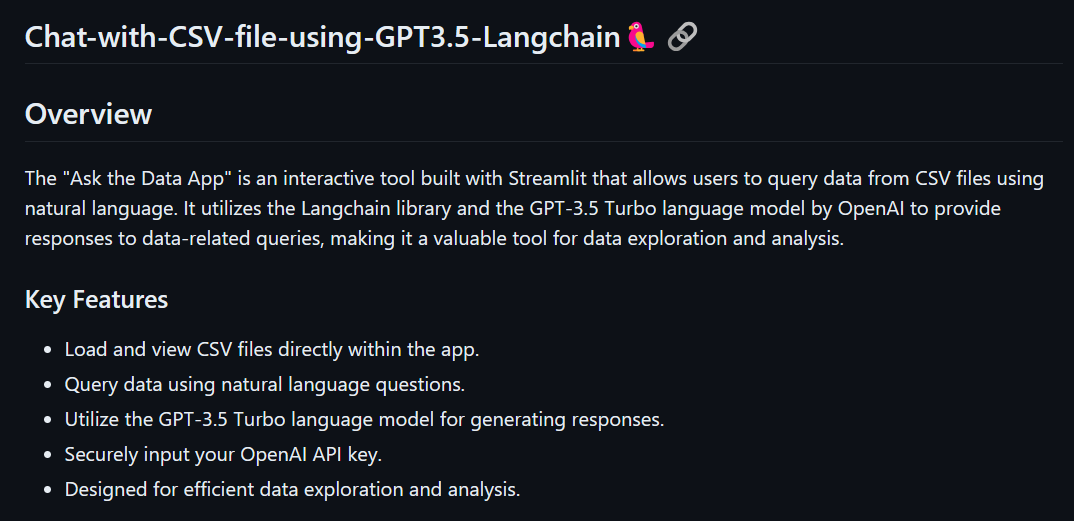 Chat-with-CSV-file-using-GPT3.5-Langchain🦜 🔗
Overview
The "Ask the Data App" is an interactive tool built with Streamlit that allows users to query data from CSV files using
natural language. It utilizes the Langchain library and the GPT-3.5 Turbo language model by OpenAI to provide
responses to data-related queries, making it a valuable tool for data exploration and analysis.
Key Features
• Load and view CSV files directly within the app.
• Query data using natural language questions.
• Utilize the GPT-3.5 Turbo language model for generating responses.
• Securely input your OpenAI API key.
• Designed for efficient data exploration and analysis.